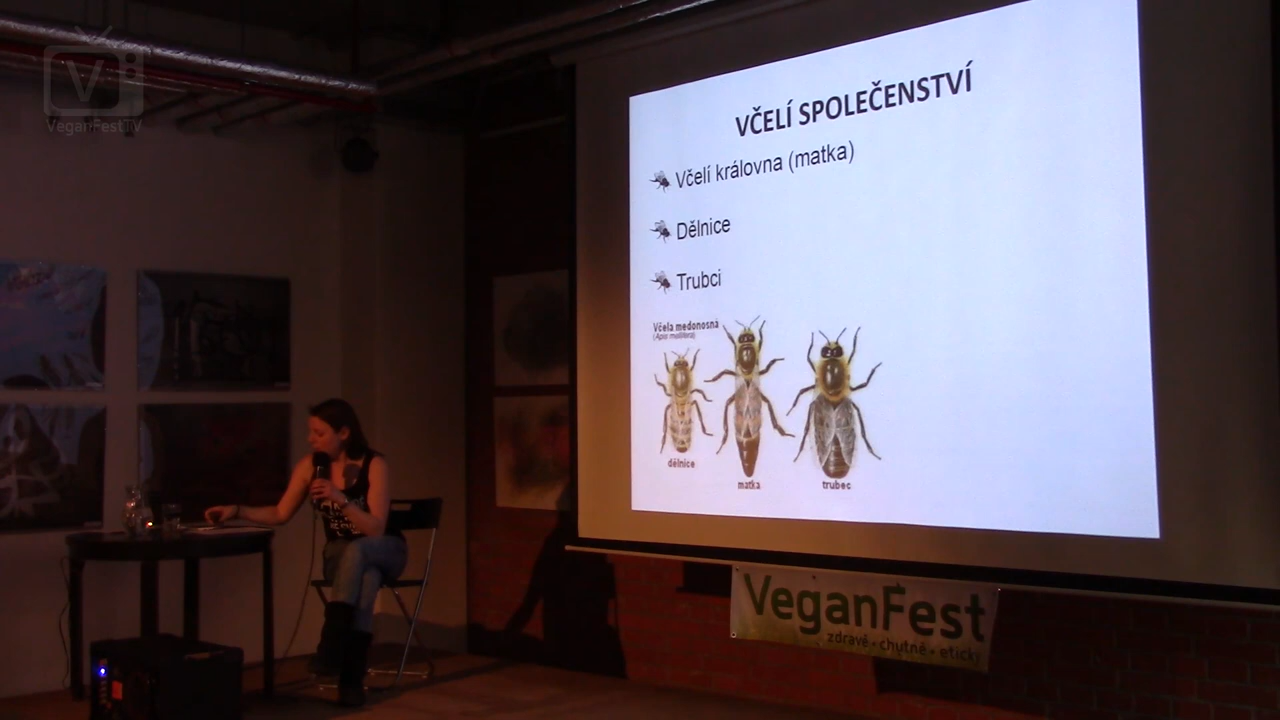 VeganFestTV
VČELÍ SPOLEČENSTVÍ
Včelí královna (matka)
Dělnice
Trubci
Včela medonosná
(Apis mellifera)
dělnice
matka
trubec
VeganFest
zdravě • chutně • eticky